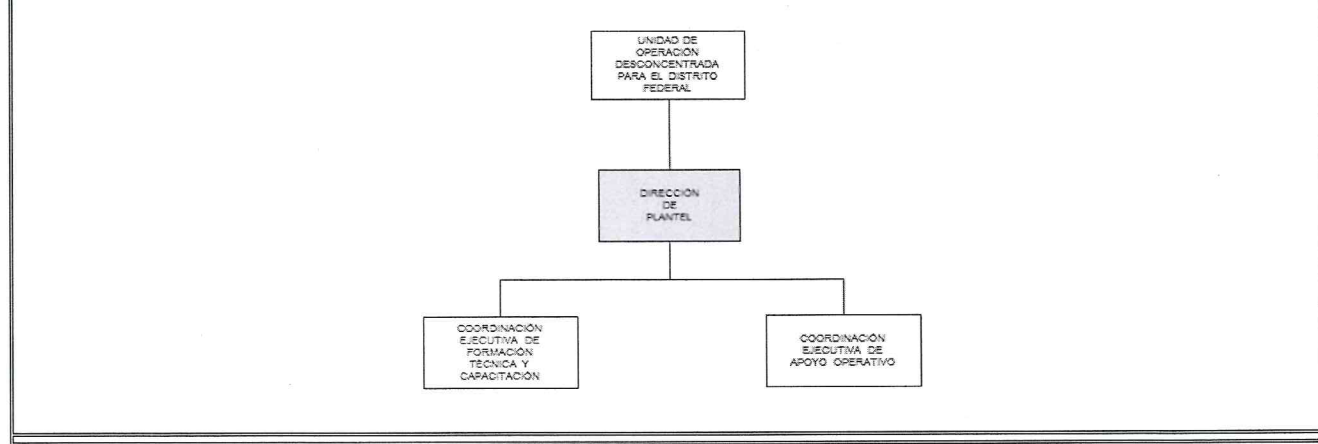 UNIDAD DE
OPERACIÓN
DESCONCENTRADA
PARA EL DISTRITO
FEDERAL
DIRECCIÓN
DE
PLANTEL
COORDINACIÓN
EJECUTIVA DE
FORMACIÓN
TÉCNICA Y
CAPACITACIÓN
COORDINACIÓN
EJECUTIVA DE
APOYO OPERATIVO